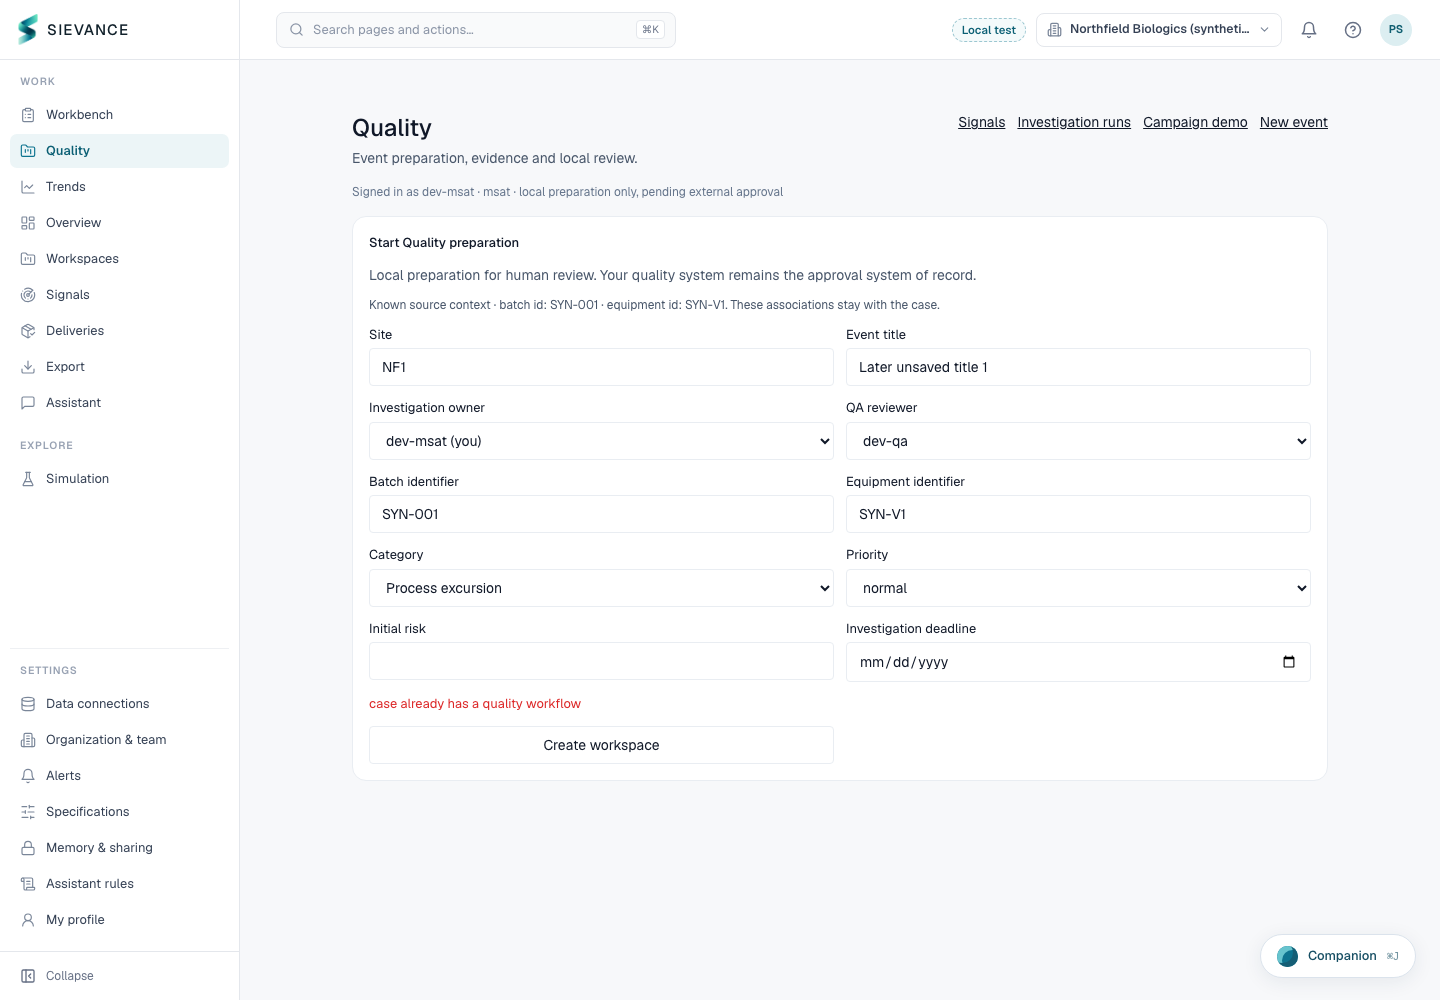 SIEVANCE
Search pages and actions...
⌘K
Local test
Northfield Biologics (syntheti...
PS
WORK
Workbench
Quality
Trends
Overview
Workspaces
Signals
Deliveries
Export
Assistant
EXPLORE
Simulation
SETTINGS
Data connections
Organization & team
Alerts
Specifications
Memory & sharing
Assistant rules
My profile
Collapse
Quality
Signals Investigation runs Campaign demo New event
Event preparation, evidence and local review.
Signed in as dev-msat · msat · local preparation only, pending external approval
Start Quality preparation
Local preparation for human review. Your quality system remains the approval system of record.
Known source context · batch id: SYN-001 · equipment id: SYN-V1. These associations stay with the case.
Site
NF1
Event title
Later unsaved title 1
Investigation owner
dev-msat (you)
QA reviewer
dev-qa
Batch identifier
SYN-001
Equipment identifier
SYN-V1
Category
Process excursion
Priority
normal
Initial risk
Investigation deadline
mm/dd/yyyy
case already has a quality workflow
Create workspace
Companion ⌘J